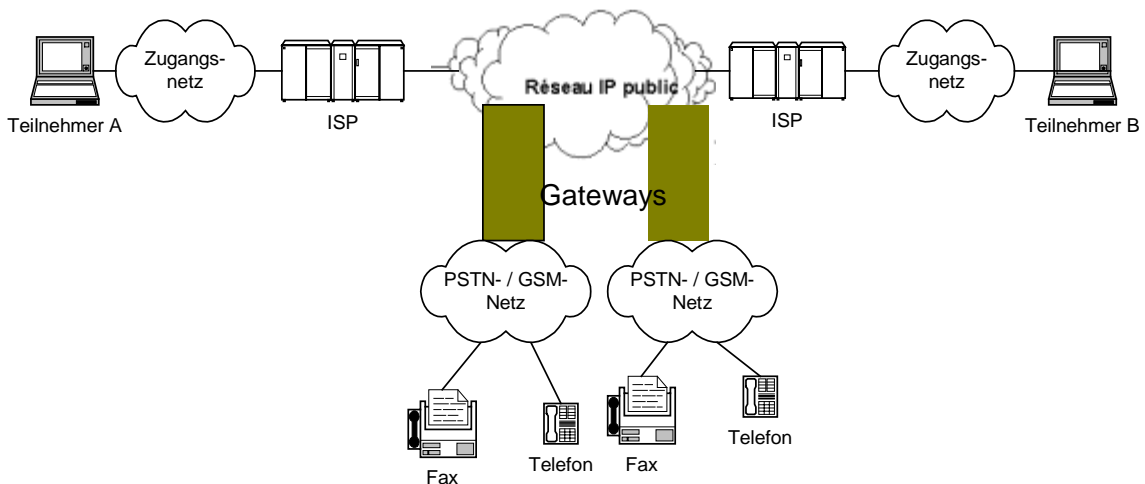 Zugangs-
netz
Zugangs-
netz
Réseau IP public
Teilnehmer A
ISP
ISP
Teilnehmer B
Gateways
PSTN- / GSM-
Netz
PSTN- / GSM-
Netz
Fax
Telefon
Fax
Telefon